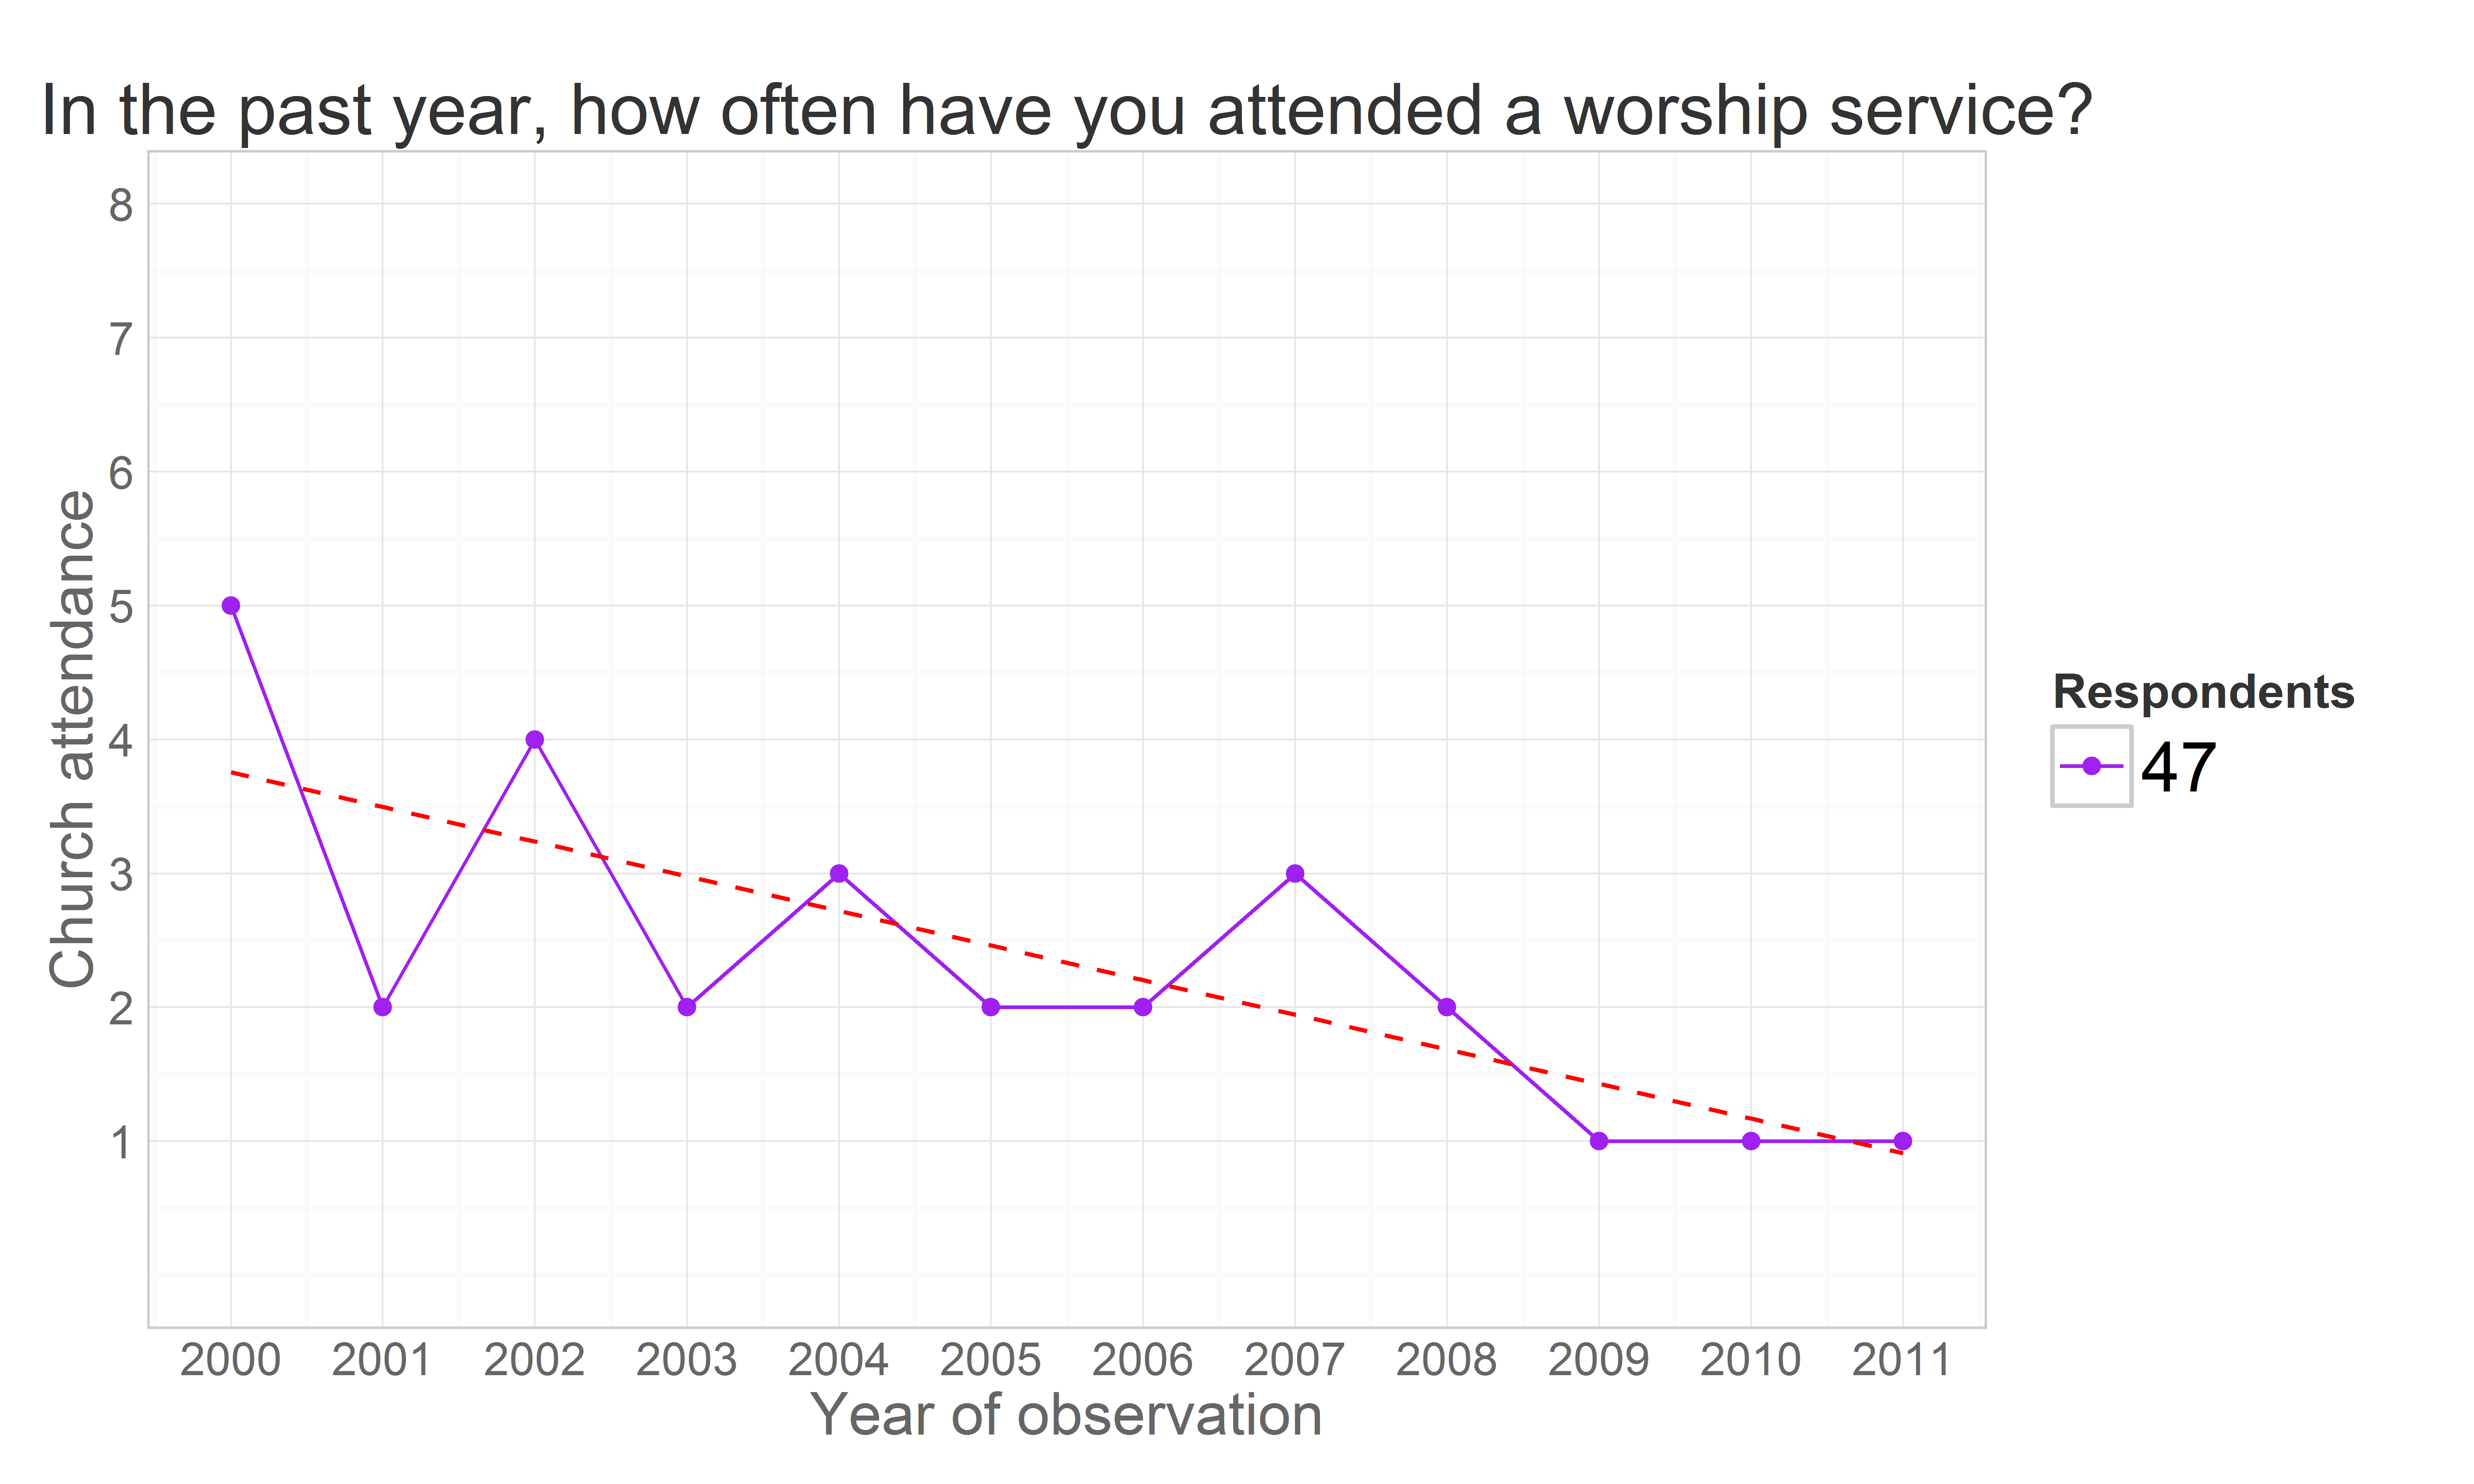 In the past year, how often have you attended a worship service?
Church attendance
8
7
6
5
4
3
2
1
2000 2001 2002 2003 2004 2005 2006 2007 2008 2009 2010 2011
Year of observation
Respondents
47